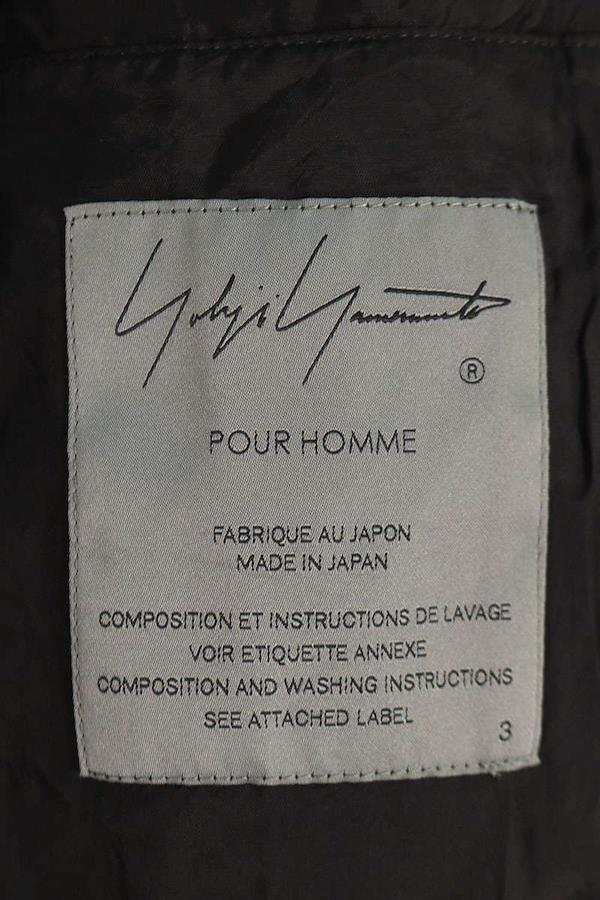 Yohji Yamamoto
®
POUR HOMME
FABRIQUE AU JAPON
MADE IN JAPAN
COMPOSITION ET INSTRUCTIONS DE LAVAGE
VOIR ETIQUETTE ANNEXE
COMPOSITION AND WASHING INSTRUCTIONS
SEE ATTACHED LABEL
3